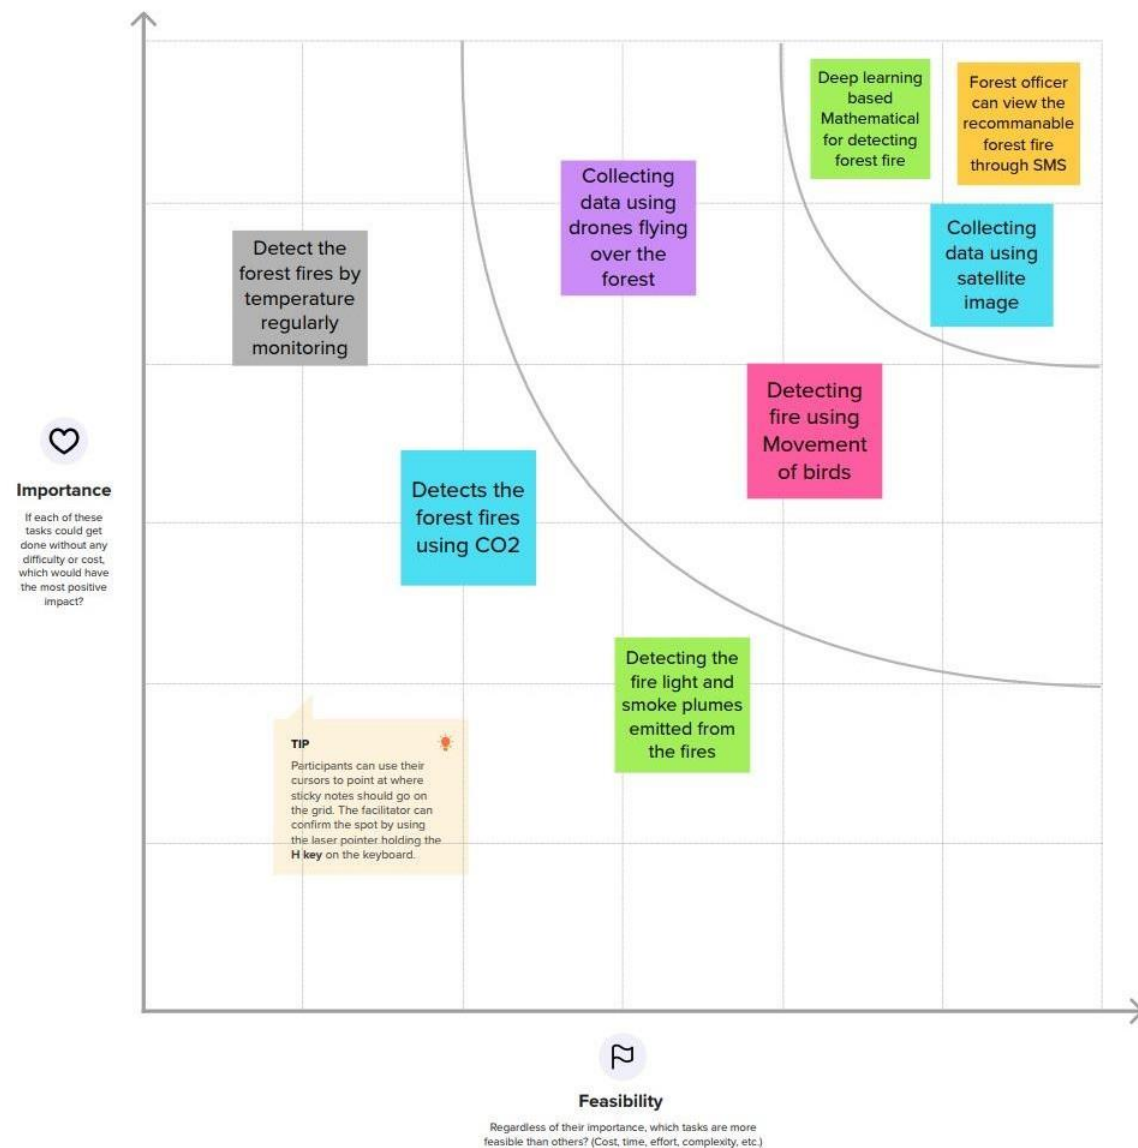 Deep learning
based
Mathematical
for detecting
forest fire
Forest officer
can view the
recommanable
forest fire
through SMS
Collecting
data using
drones flying
over the
forest
Collecting
data using
satellite
image
Detect the
forest fires by
temperature
regularly
monitoring
Detecting
fire using
Movement
of birds
Importance
If each of these
tasks could get
done without any
difficulty or cost,
which would have
the most positive
impact?
Detects the
forest fires
using CO2
Detecting the
fire light and
smoke plumes
emitted from
the fires
TIP
Participants can use their
cursors to point at where
sticky notes should go on
the grid. The facilitator can
confirm the spot by using
the laser pointer holding the
H key on the keyboard.
Feasibility
Regardless of their importance, which tasks are more
feasible than others? (Cost, time, effort, complexity, etc.)